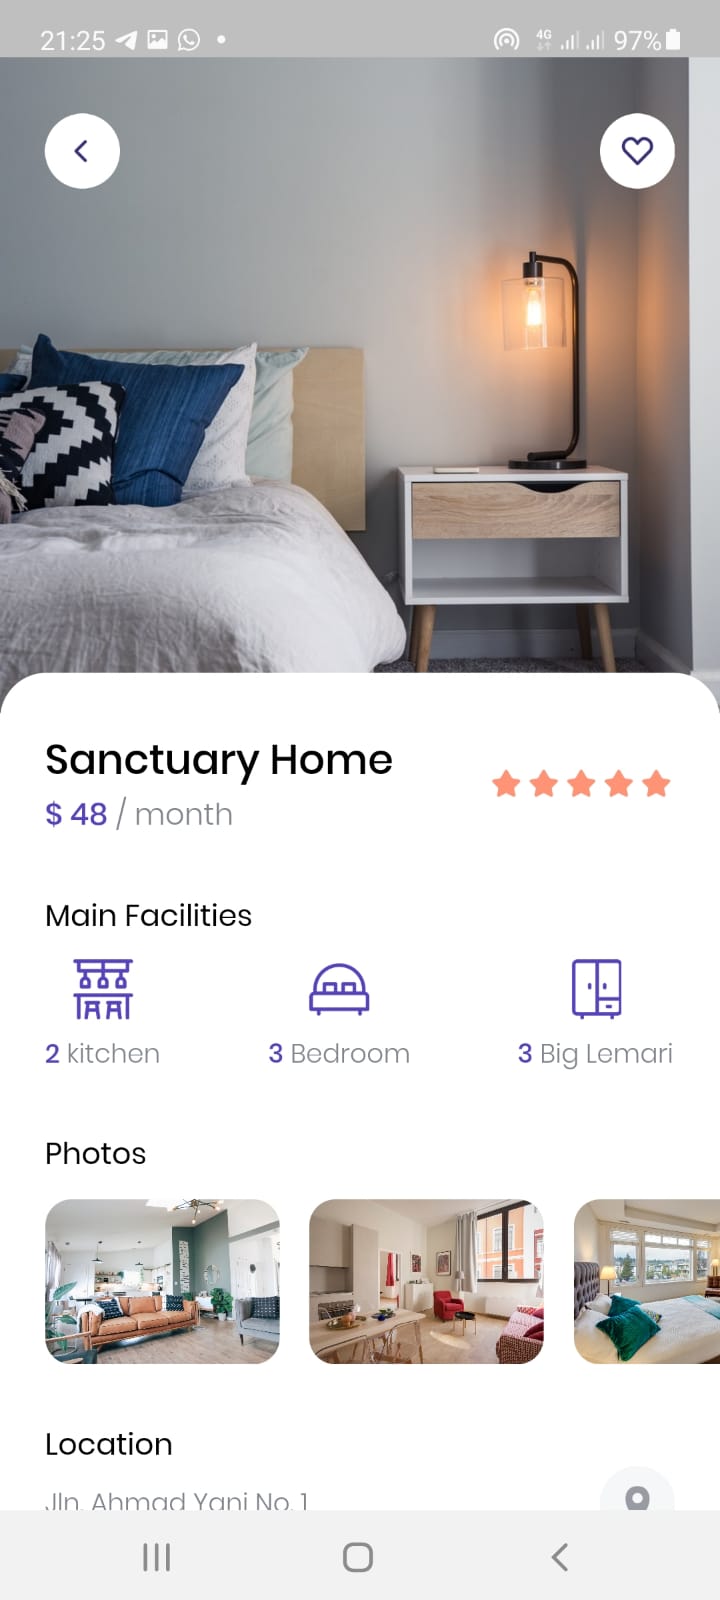 21:25 4G 97%
Sanctuary Home
$ 48 / month
Main Facilities
2 kitchen 3 Bedroom 3 Big Lemari
Photos
Location
Jln. Ahmad Yani No. 1